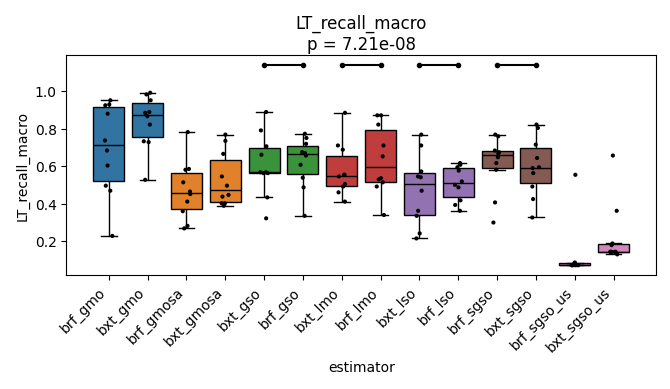 LT_recall_macro
p = 7.21e-08
LT_recall_macro
1.0
0.8
0.6
0.4
0.2
brf_gmo
bxt_gmo
brf_gmosa
bxt_gmosa
bxt_gso
brf_gso
bxt_lmo
brf_lmo
bxt_lso
brf_lso
brf_sgso
bxt_sgso
brf_sgso_us
bxt_sgso_us
estimator